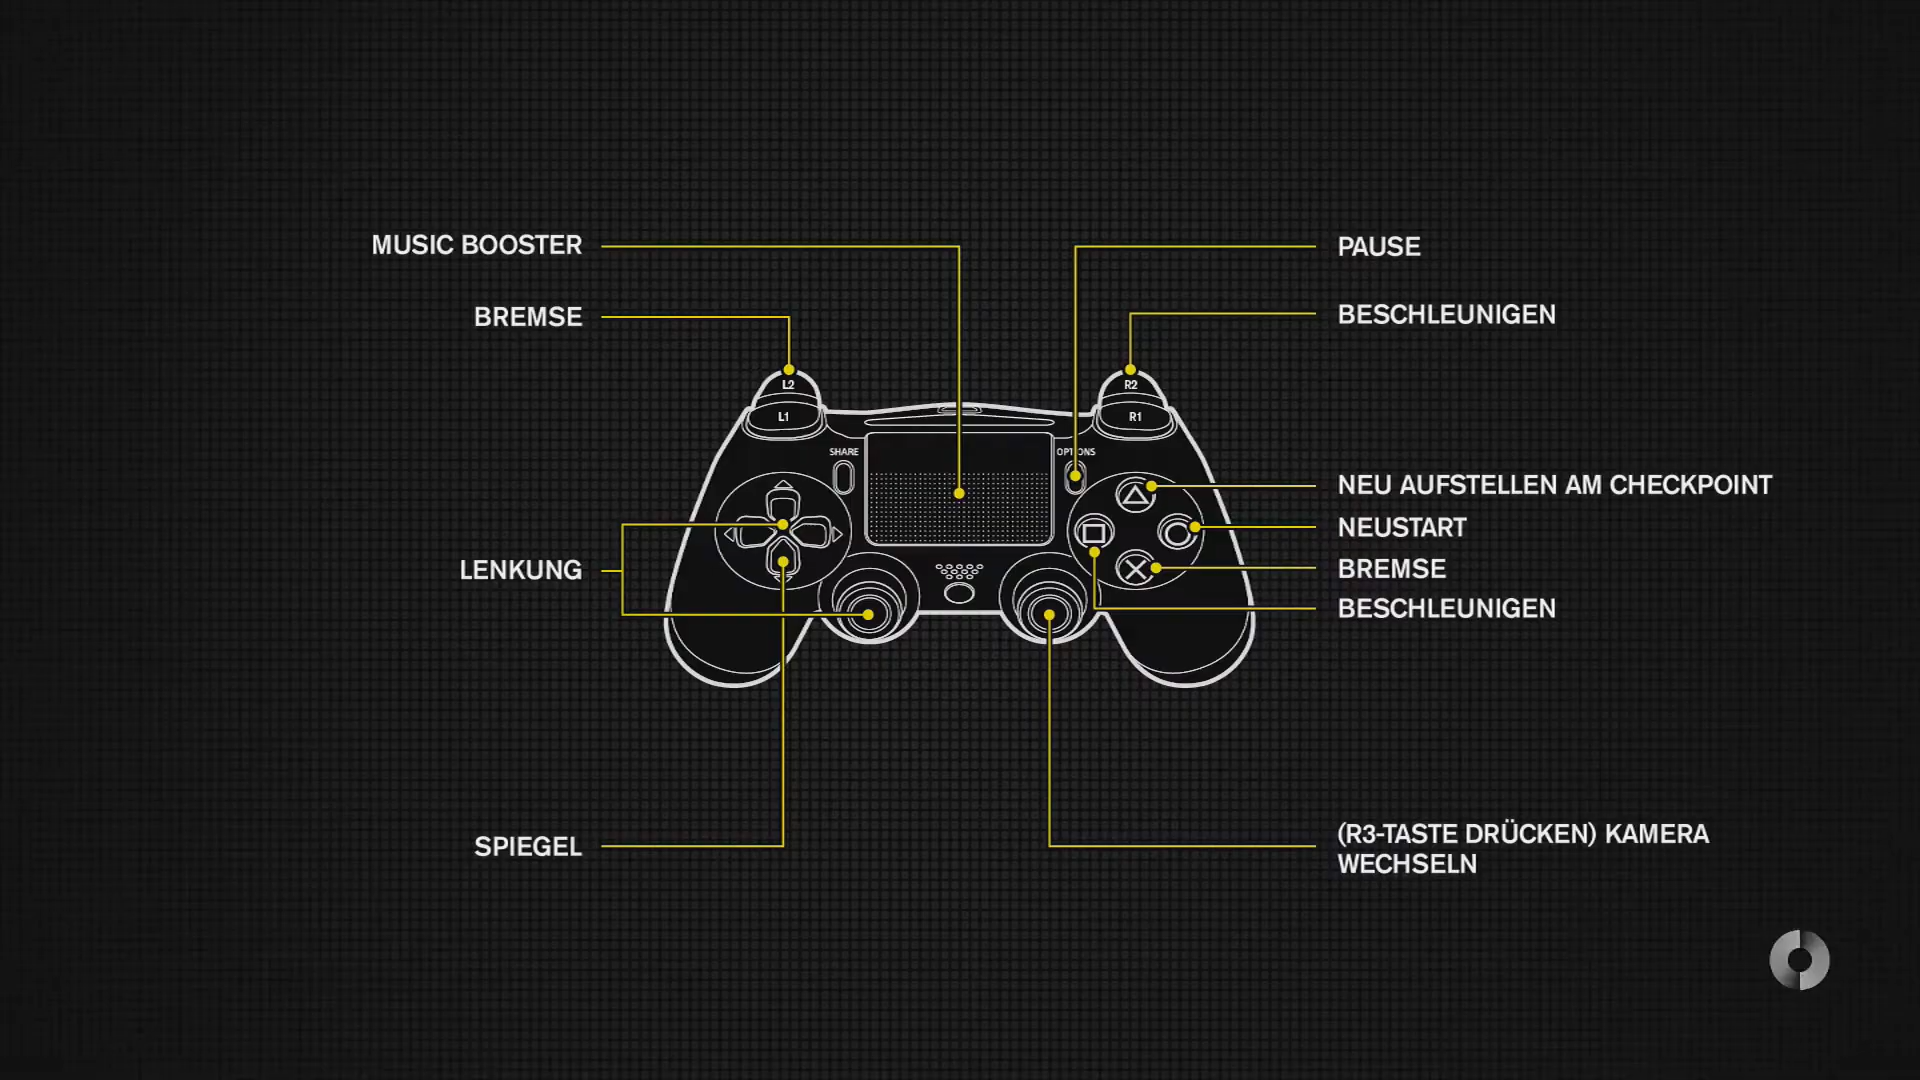 MUSIC BOOSTER
PAUSE
BREMSE
BESCHLEUNIGEN
L2
R2
L1
R1
SHARE
OPTIONS
NEU AUFSTELLEN AM CHECKPOINT
NEUSTART
LENKUNG
BREMSE
BESCHLEUNIGEN
SPIEGEL
(R3-TASTE DRÜCKEN) KAMERA
WECHSELN